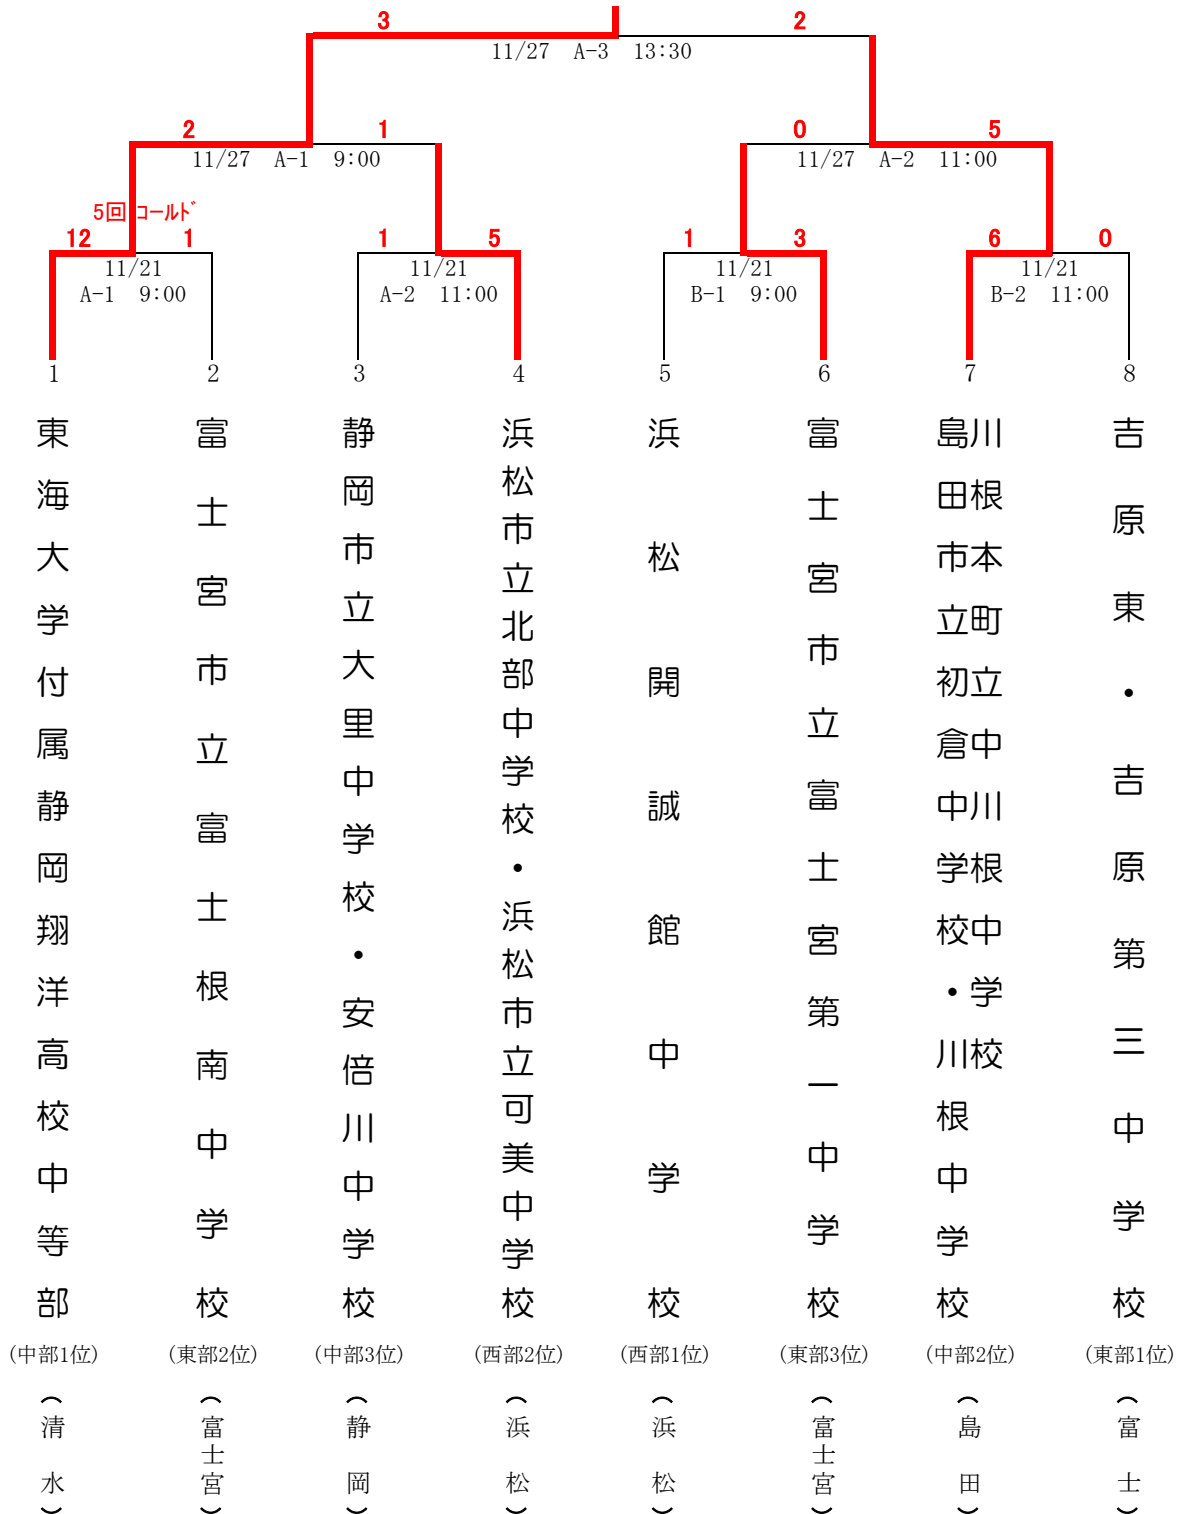 3 2
11/27 A-3 13:30
2 1 0 5
11/27 A-1 9:00 11/27 A-2 11:00
5回コールド
12 1 1 5 1 3 6 0
11/21 11/21 11/21 11/21
A-1 9:00 A-2 11:00 B-1 9:00 B-2 11:00
1 2 3 4 5 6 7 8
東海大学付属静岡翔洋高校中等部
富士宮市立富士根南中学校
静岡市立大里中学校・安倍川中学校
浜松市立北部中学校・浜松市立可美中学校
浜松開誠館中学校
富士宮市立富士宮第一中学校
島田市立初倉中学校・川根中学校
川根本町立中川根中学校
吉原東・吉原第三中学校
(中部1位) (東部2位) (中部3位) (西部2位) (西部1位) (東部3位) (中部2位) (東部1位)
（清水）
（富士宮）
（静岡）
（浜松）
（浜松）
（富士宮）
（島田）
（富士）